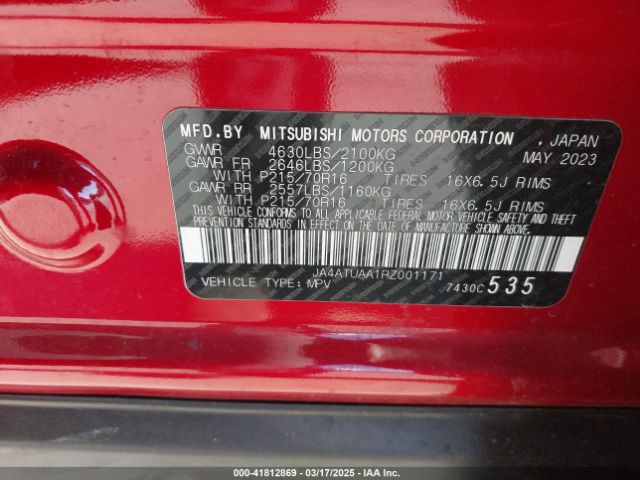 MFD.BY MITSUBISHI MOTORS CORPORATION , JAPAN
GVWR 4630LBS/2100KG MAY 2023
GAWR FR 2646LBS/1200KG
WITH P215/70R16 TIRES 16X6.5J RIMS
GAWR RR 2557LBS/1160KG
WITH P215/70R16 TIRES 16X6.5J RIMS
THIS VEHICLE CONFORMS TO ALL APPLICABLE FEDERAL MOTOR VEHICLE SAFETY AND THEFT
PREVENTION STANDARDS IN EFFECT ON THE DATE OF MANUFACTURE SHOWN ABOVE.
JA4ATUAA1RZ001171
VEHICLE TYPE: MPV 7430C 535
000-41812869 - 03/17/2025 - IAA Inc.